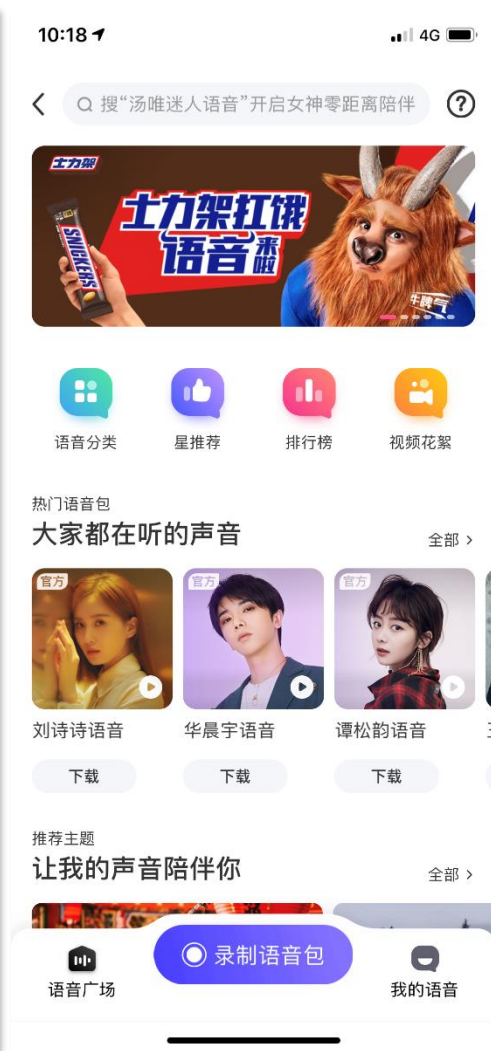 10:18
4G
搜“汤唯迷人语音”开启女神零距离陪伴
士力架
士力架扛饿
语音来啦
SNICKERS
牛脾气
语音分类
星推荐
排行榜
视频花絮
热门语音包
大家都在听的声音
全部
官方
官方
官方
刘诗诗语音
华晨宇语音
谭松韵语音
下载
下载
下载
推荐主题
让我的声音陪伴你
全部
语音广场
录制语音包
我的语音